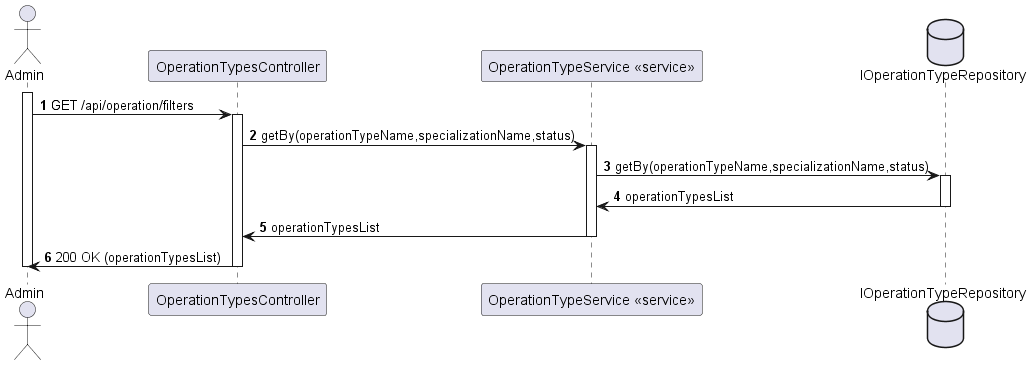 Admin
OperationTypesController
OperationTypeService «service»
IOperationTypeRepository
1 GET /api/operation/filters
2 getBy(operationTypeName,specializationName,status)
3 getBy(operationTypeName,specializationName,status)
4 operationTypesList
5 operationTypesList
6 200 OK (operationTypesList)
Admin
OperationTypesController
OperationTypeService «service»
IOperationTypeRepository